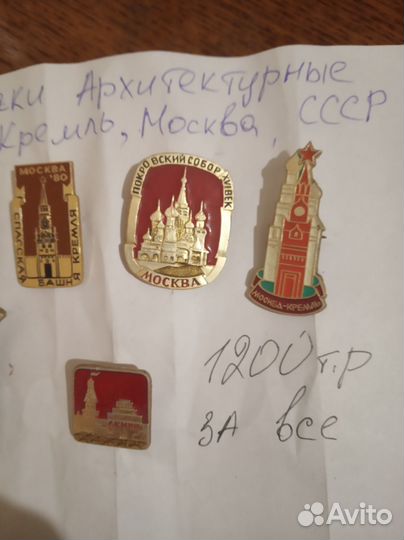 Архитектурные
Кремль, Москва, СССР
МОСКВА
'80
СПАССКАЯ
БАШНЯ КРЕМЛЯ
ПОКРОВСКИЙ СОБОР XVI ВЕК
МОСКВА
МОСКВА-КРЕМЛЬ
1200 т.р
за все
Avito